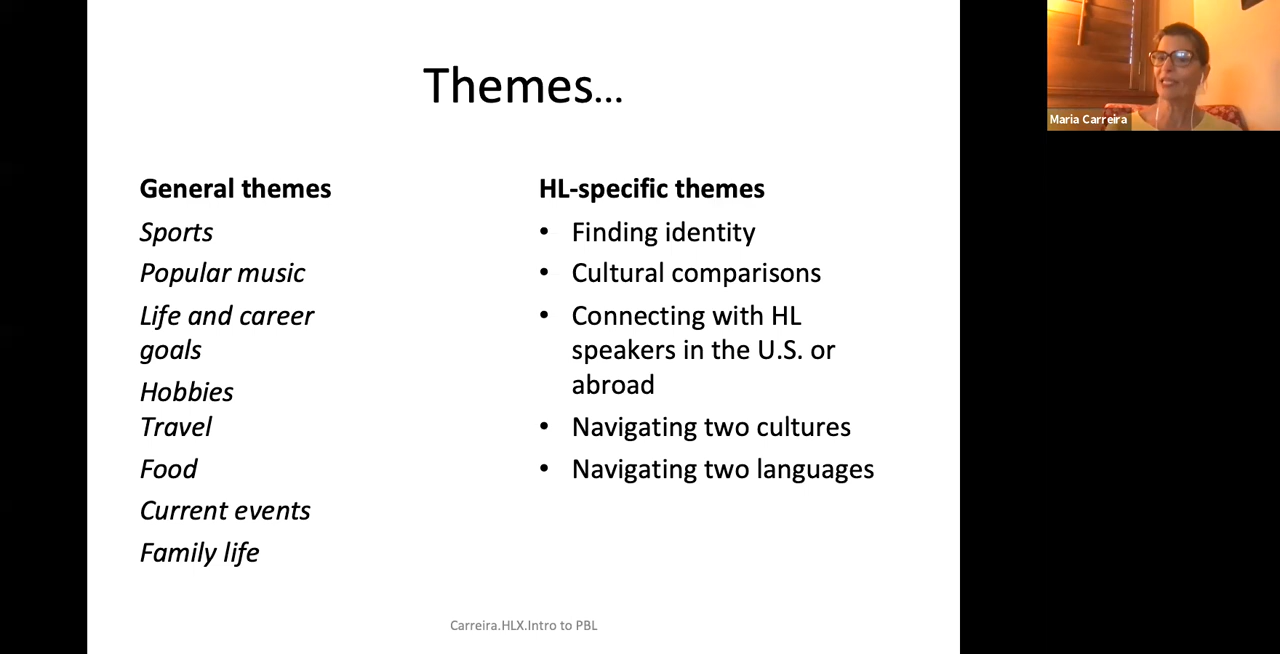 Themes...
General themes
Sports
Popular music
Life and career
goals
Hobbies
Travel
Food
Current events
Family life
HL-specific themes
• Finding identity
• Cultural comparisons
• Connecting with HL
speakers in the U.S. or
abroad
• Navigating two cultures
• Navigating two languages
Carreira.HLX.Intro to PBL
Maria Carreira